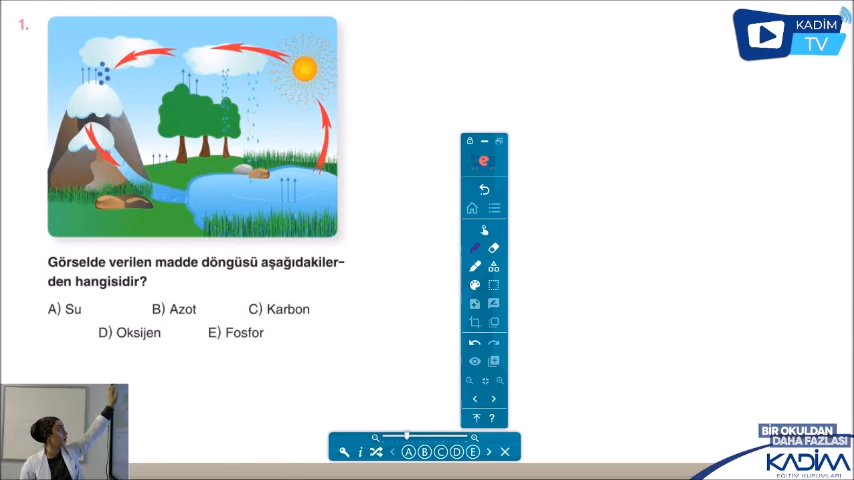 1.
KADİM
TV
Görselde verilen madde döngüsü aşağıdakiler-
den hangisidir?
A) Su B) Azot C) Karbon
D) Oksijen E) Fosfor
?
i A B C D E
BİR OKULDAN
DAHA FAZLASI
KADİM
EĞİTİM KURUMLARI